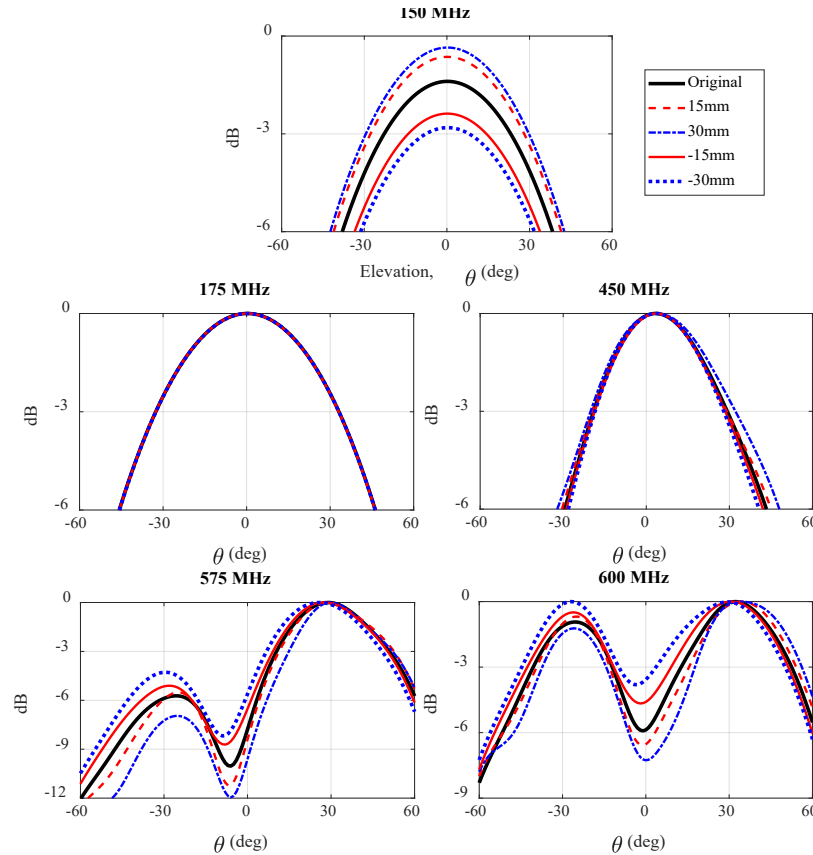 150 MHz
0
-3
-6
dB
-60
-30
0
30
60
Elevation, θ (deg)
Original
15mm
30mm
-15mm
-30mm
175 MHz
0
-3
-6
dB
-60
-30
0
30
60
θ (deg)
450 MHz
0
-3
-6
dB
-60
-30
0
30
60
θ (deg)
575 MHz
0
-3
-6
-9
-12
dB
-60
-30
0
30
60
θ (deg)
600 MHz
0
-3
-6
-9
dB
-60
-30
0
30
60
θ (deg)